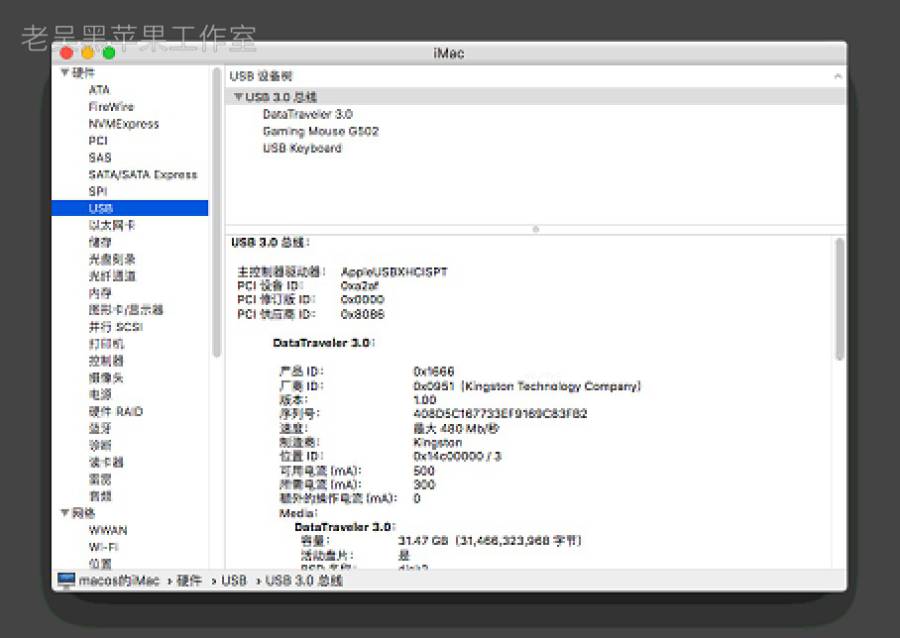 老吴黑苹果工作室
iMac
硬件
ATA
FireWire
NVMExpress
PCI
SAS
SATA/SATA Express
SPI
USB
以太网卡
储存
光盘刻录
光纤通道
内存
图形卡/显示器
并行 SCSI
打印机
控制器
摄像头
电源
硬件 RAID
蓝牙
诊断
读卡器
雷雳
音频
网络
WWAN
Wi-Fi
位置
USB 设备树
USB 3.0 总线
DataTraveler 3.0
Gaming Mouse G502
USB Keyboard
USB 3.0 总线:
主控制器驱动器: AppleUSBXHCISPT
PCI 设备 ID: 0xa2af
PCI 修订版 ID: 0x0000
PCI 供应商 ID: 0x8086
DataTraveler 3.0:
产品 ID: 0x1666
厂商 ID: 0x0951 (Kingston Technology Company)
版本: 1.00
序列号: 408D5C167733EF9169C83FB2
速度: 最大 480 Mb/秒
制造商: Kingston
位置 ID: 0x14c00000 / 3
可用电流 (mA): 500
所需电流 (mA): 300
额外的操作电流 (mA): 0
Media:
DataTraveler 3.0:
容量: 31.47 GB (31,466,323,968 字节)
活动盘片: 是
BSD 名称: disk2
macos的iMac › 硬件 › USB › USB 3.0 总线